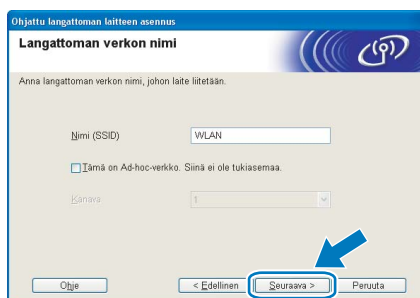 Ohjattu langattoman laitteen asennus
Langattoman verkon nimi
Anna langattoman verkon nimi, johon laite liitetään.
Nimi (SSID) WLAN
Tämä on Ad-hoc-verkko. Siinä ei ole tukiasemaa.
Kanava 1
Ohje < Edellinen Seuraava > Peruuta